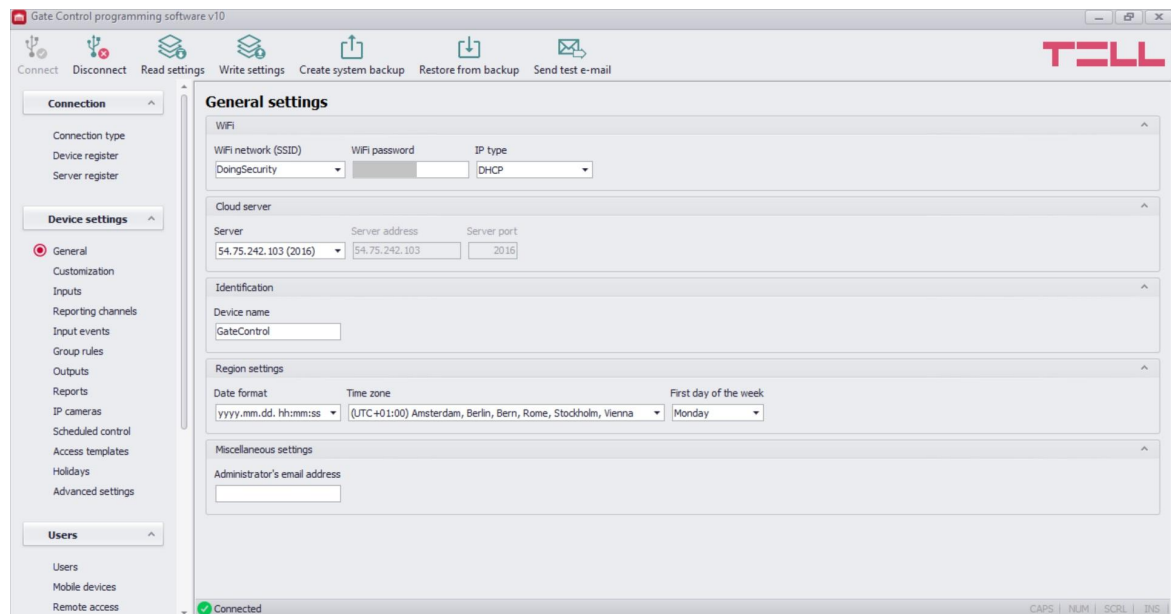 Gate Control programming software v10
Connect Disconnect Read settings Write settings Create system backup Restore from backup Send test e-mail
TELL
Connection
Connection type
Device register
Server register
Device settings
General
Customization
Inputs
Reporting channels
Input events
Group rules
Outputs
Reports
IP cameras
Scheduled control
Access templates
Holidays
Advanced settings
Users
Users
Mobile devices
Remote access
General settings
WiFi
WiFi network (SSID) WiFi password IP type
DoingSecurity DHCP
Cloud server
Server Server address Server port
54.75.242.103 (2016) 54.75.242.103 2016
Identification
Device name
GateControl
Region settings
Date format Time zone First day of the week
yyyy.mm.dd. hh:mm:ss (UTC+01:00) Amsterdam, Berlin, Bern, Rome, Stockholm, Vienna Monday
Miscellaneous settings
Administrator's email address
Connected
CAPS | NUM | SCRL | INS